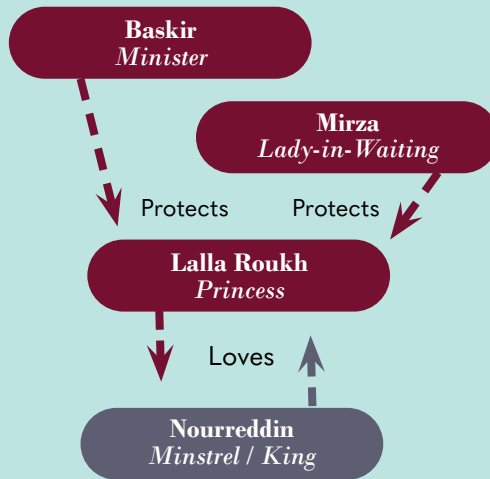 Baskir
Minister
Mirza
Lady-in-Waiting
Protects
Protects
Lalla Roukh
Princess
Loves
Nourreddin
Minstrel / King